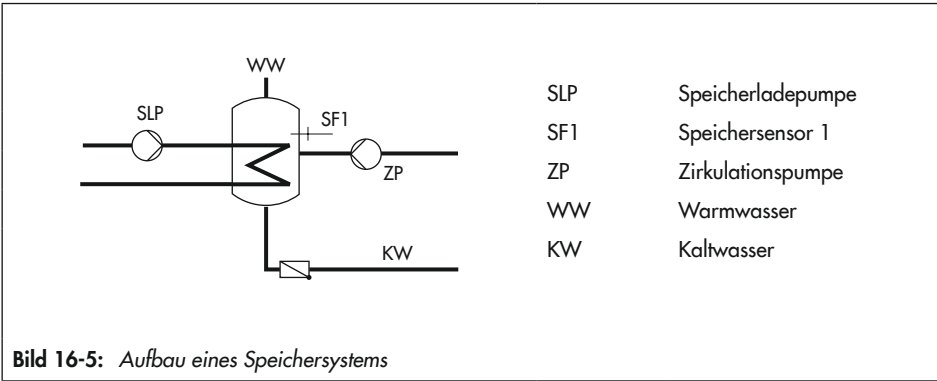 WW
SLP
SF1
ZP
KW
SLP Speicherladepumpe
SF1 Speichersensor 1
ZP Zirkulationspumpe
WW Warmwasser
KW Kaltwasser
Bild 16-5: Aufbau eines Speichersystems